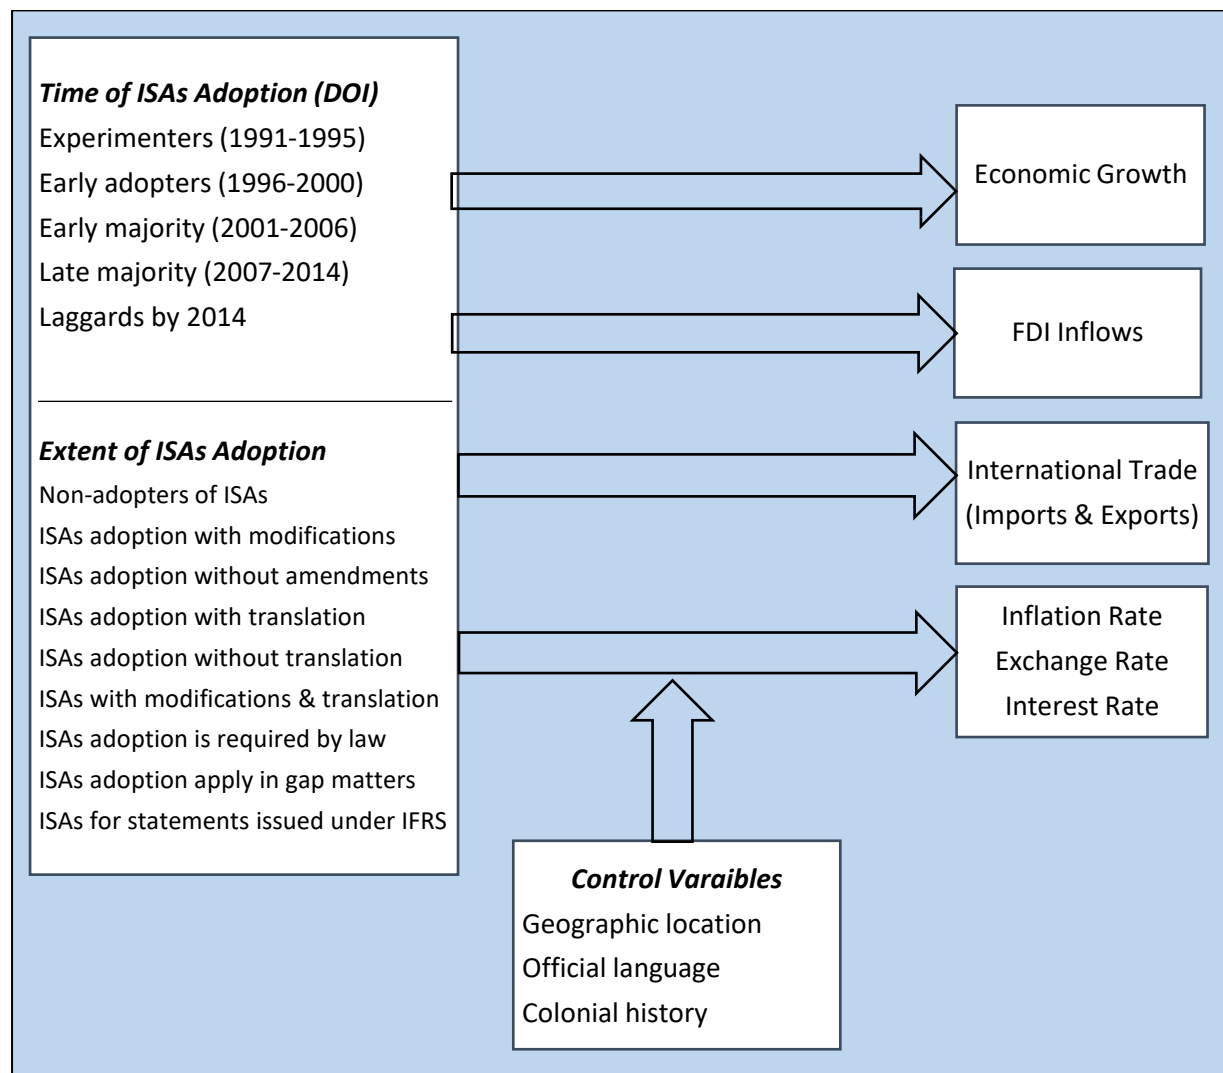 Time of ISAs Adoption (DOI)
Experimenters (1991-1995)
Early adopters (1996-2000)
Early majority (2001-2006)
Late majority (2007-2014)
Laggards by 2014
Extent of ISAs Adoption
Non-adopters of ISAs
ISAs adoption with modifications
ISAs adoption without amendments
ISAs adoption with translation
ISAs adoption without translation
ISAs with modifications & translation
ISAs adoption is required by law
ISAs adoption apply in gap matters
ISAs for statements issued under IFRS
Economic Growth
FDI Inflows
International Trade
(Imports & Exports)
Inflation Rate
Exchange Rate
Interest Rate
Control Varaibles
Geographic location
Official language
Colonial history